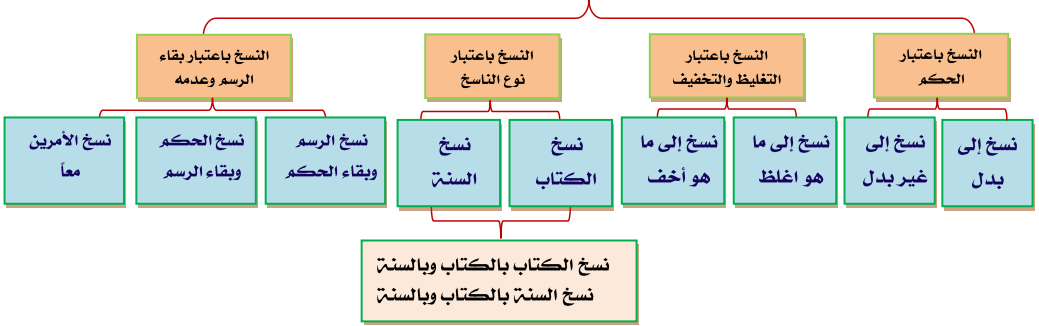 النسخ باعتبار
الحكم
النسخ باعتبار
التغليظ والتخفيف
النسخ باعتبار
نوع الناسخ
النسخ باعتبار بقاء
الرسم وعدمه
نسخ إلى
بدل
نسخ إلى
غير بدل
نسخ إلى ما
هو اغلظ
نسخ إلى ما
هو أخف
نسخ
الكتاب
نسخ
السنة
نسخ الرسم
وبقاء الحكم
نسخ الحكم
وبقاء الرسم
نسخ الأمرين
معاً
نسخ الكتاب بالكتاب وبالسنة
نسخ السنة بالكتاب وبالسنة